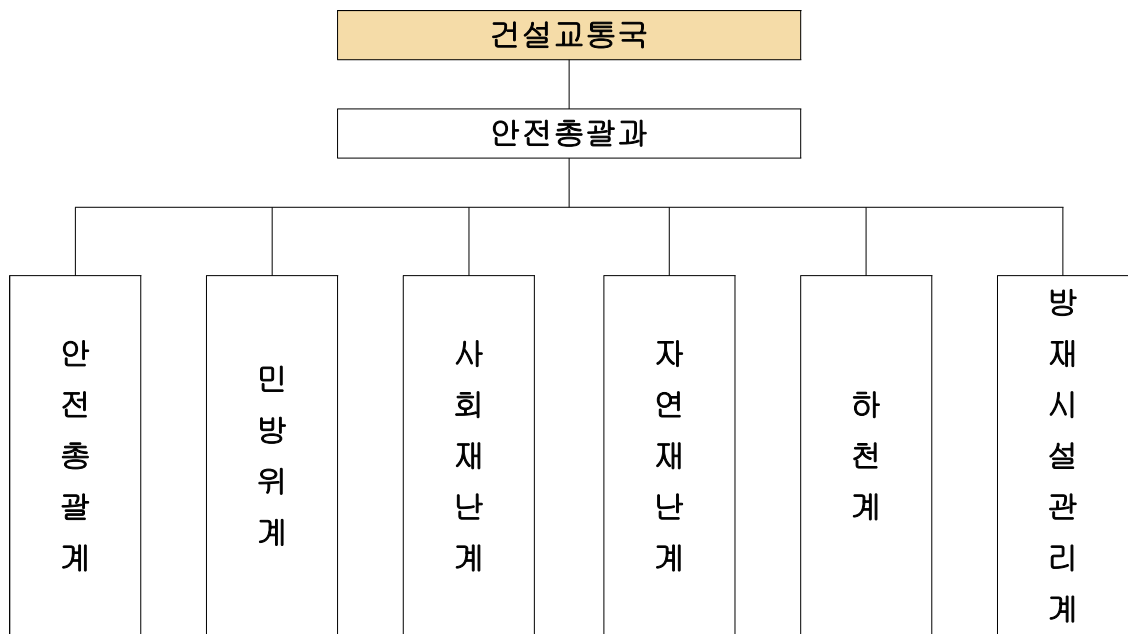 건설교통국
안전총괄과
안전총괄계
민방위계
사회재난계
자연재난계
하천계
방재시설관리계